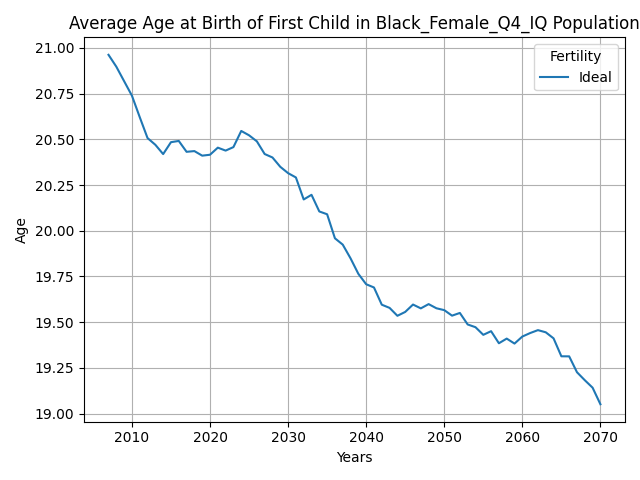 Average Age at Birth of First Child in Black_Female_Q4_IQ Population
Fertility
Ideal
21.00
20.75
20.50
20.25
20.00
19.75
19.50
19.25
19.00
Age
2010 2020 2030 2040 2050 2060 2070
Years